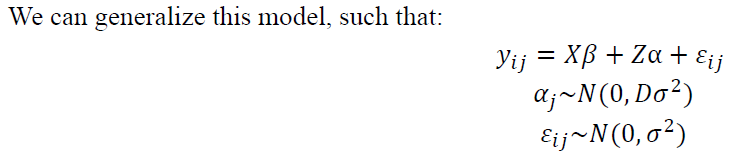 We can generalize this model, such that:
yᵢⱼ = Xβ + Zα + εᵢⱼ
αⱼ~N(0, Dσ²)
εᵢⱼ~N(0, σ²)